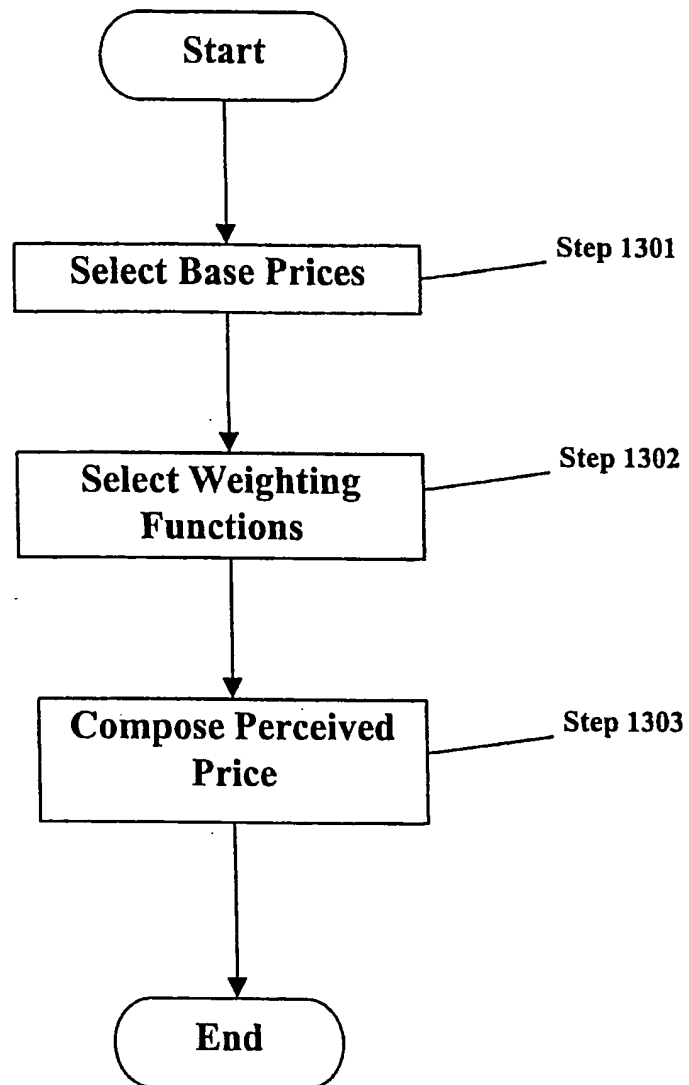 Start
Select Base Prices
Step 1301
Select Weighting
Functions
Step 1302
Compose Perceived
Price
Step 1303
End